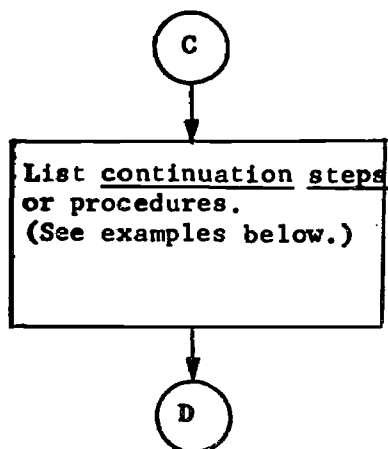 C
List continuation steps
or procedures.
(See examples below.)
D